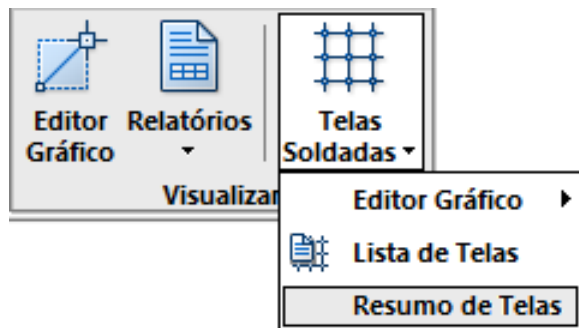 Editor Gráfico
Relatórios
Telas Soldadas
Visualizar
Editor Gráfico
Lista de Telas
Resumo de Telas